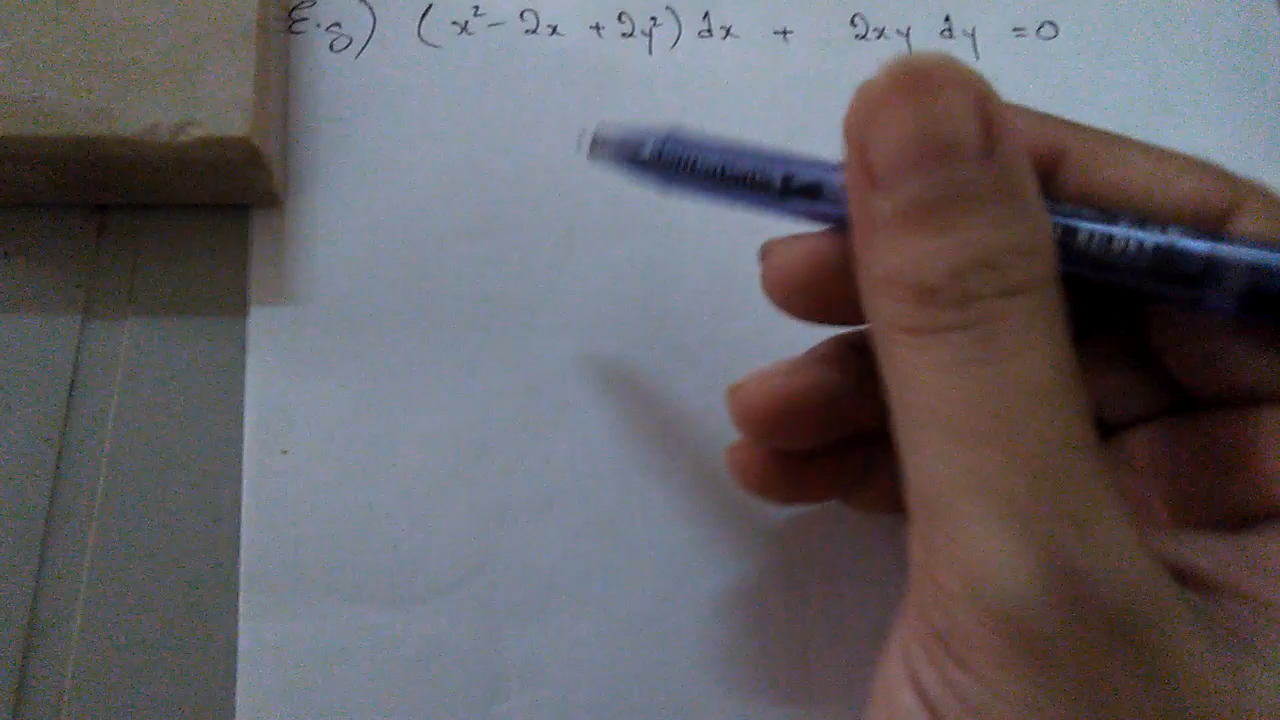 E.g) (x² - 2x + 2y²) dx + 2xy dy = 0